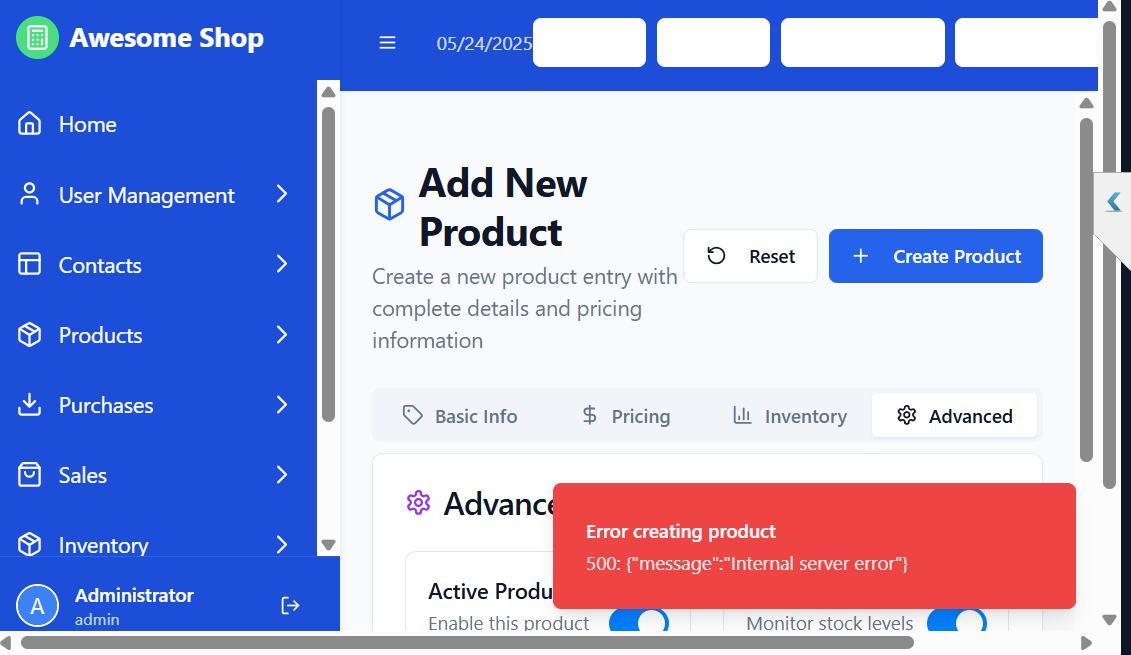 Awesome Shop
05/24/2025
Home
User Management
Contacts
Products
Purchases
Sales
Inventory
A
Administrator
admin
Add New
Product
Create a new product entry with
complete details and pricing
information
Reset
Create Product
Basic Info
Pricing
Inventory
Advanced
Advance
Error creating product
500: {"message":"Internal server error"}
Active Produ
Enable this product
Monitor stock levels